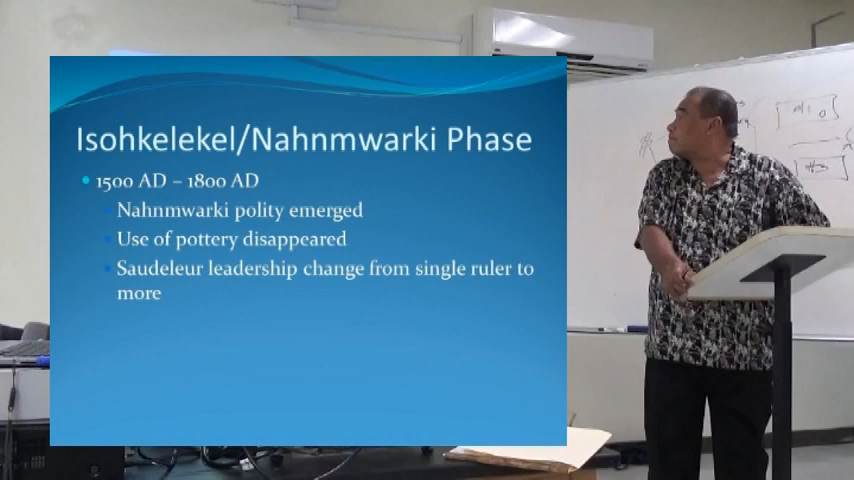 Isohkelekel/Nahnmwarki Phase
1500 AD – 1800 AD
Nahnmwarki polity emerged
Use of pottery disappeared
Saudeleur leadership change from single ruler to
more